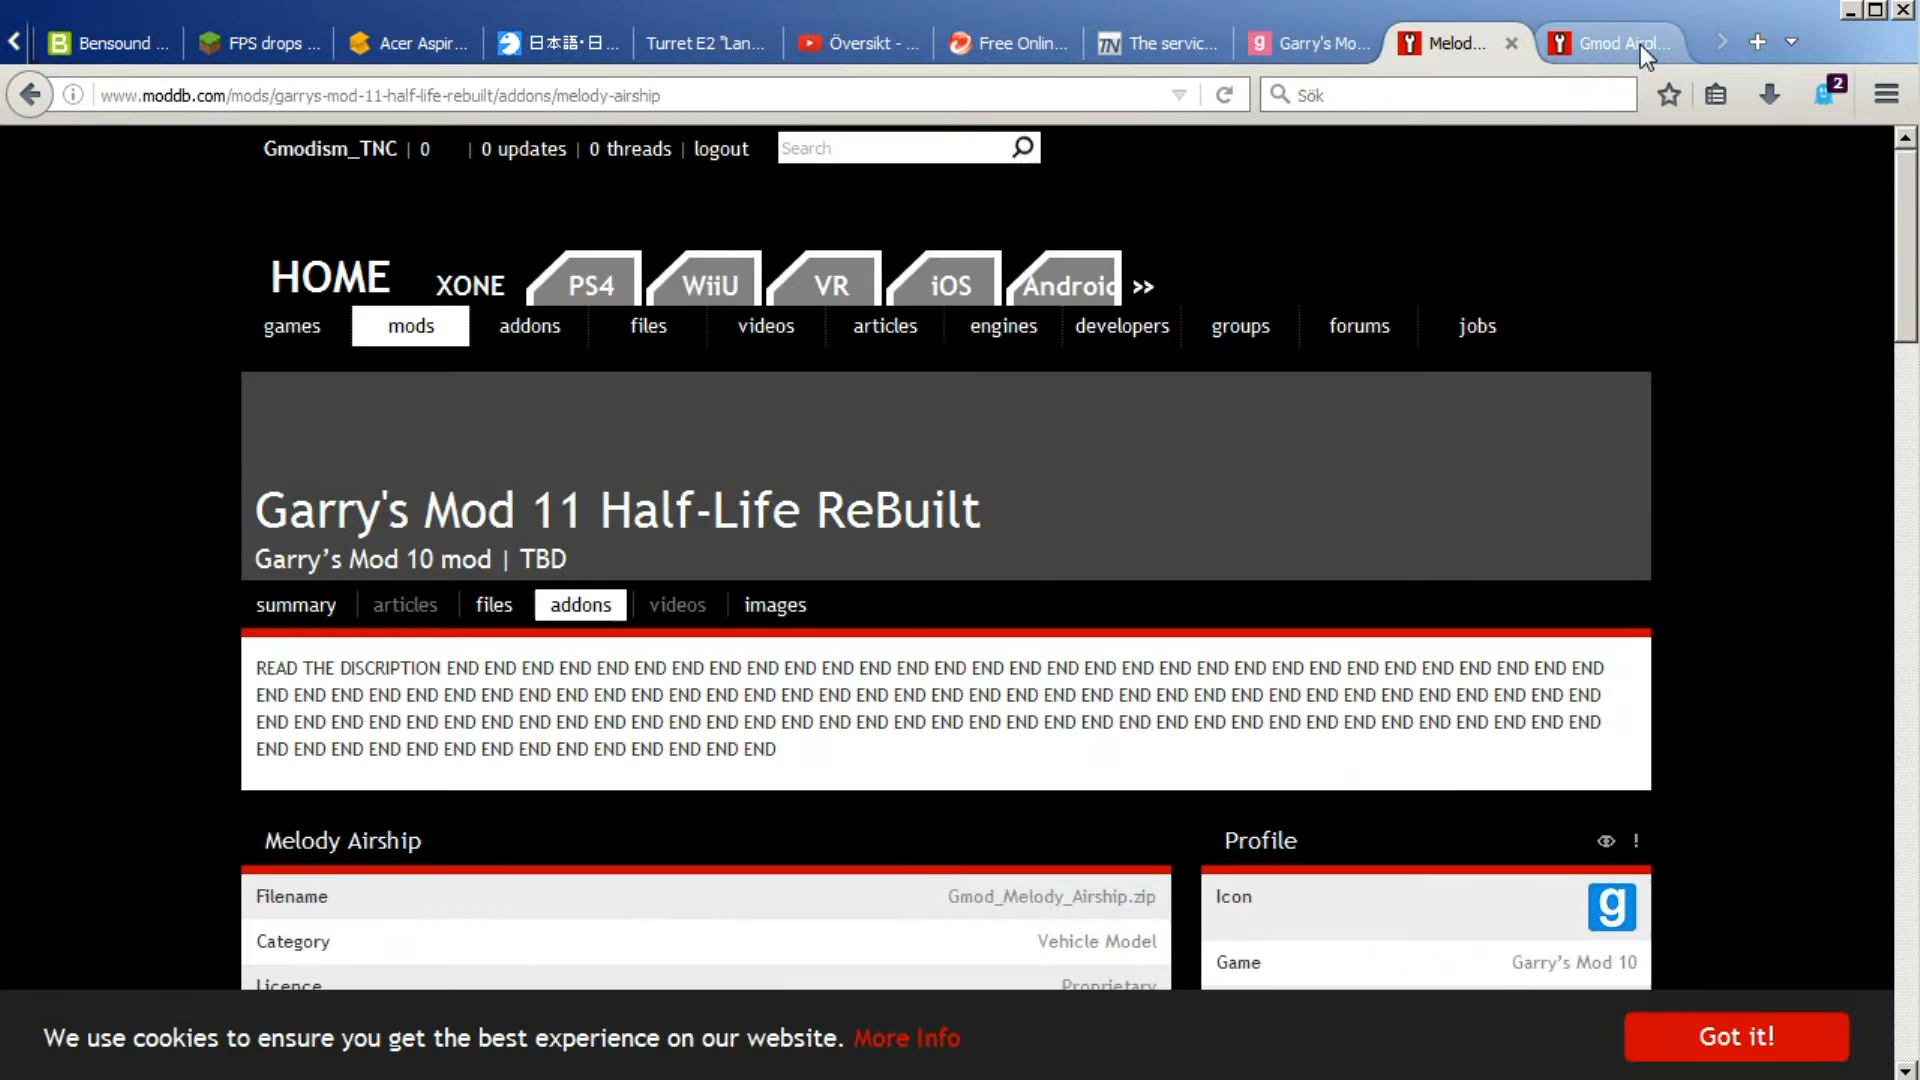 Bensound ...
FPS drops ...
Acer Aspir...
日本語・日...
Turret E2 "Lan...
Översikt - ...
Free Onlin...
TN The servic...
g Garry's Mo...
Melod...
Gmod Airpl...
www.moddb.com/mods/garrys-mod-11-half-life-rebuilt/addons/melody-airship
Sök
2
Gmodism_TNC | 0 | 0 updates | 0 threads | logout
Search
HOME XONE PS4 WiiU VR iOS Android >>
games mods addons files videos articles engines developers groups forums jobs
Garry's Mod 11 Half-Life ReBuilt
Garry’s Mod 10 mod | TBD
summary articles files addons videos images
READ THE DISCRIPTION END END END END END END END END END END END END END END END END END END END END END END END END END END END END END END END
END END END END END END END END END END END END END END END END END END END END END END END END END END END END END END END END END END END END
END END END END END END END END END END END END END END END END END END END END END END END END END END END END END END END END END END END END
END END END END END END END END END END END END END END
Melody Airship
Filename Gmod_Melody_Airship.zip
Category Vehicle Model
Licence Proprietary
Profile
Icon g
Game Garry’s Mod 10
We use cookies to ensure you get the best experience on our website. More Info
Got it!